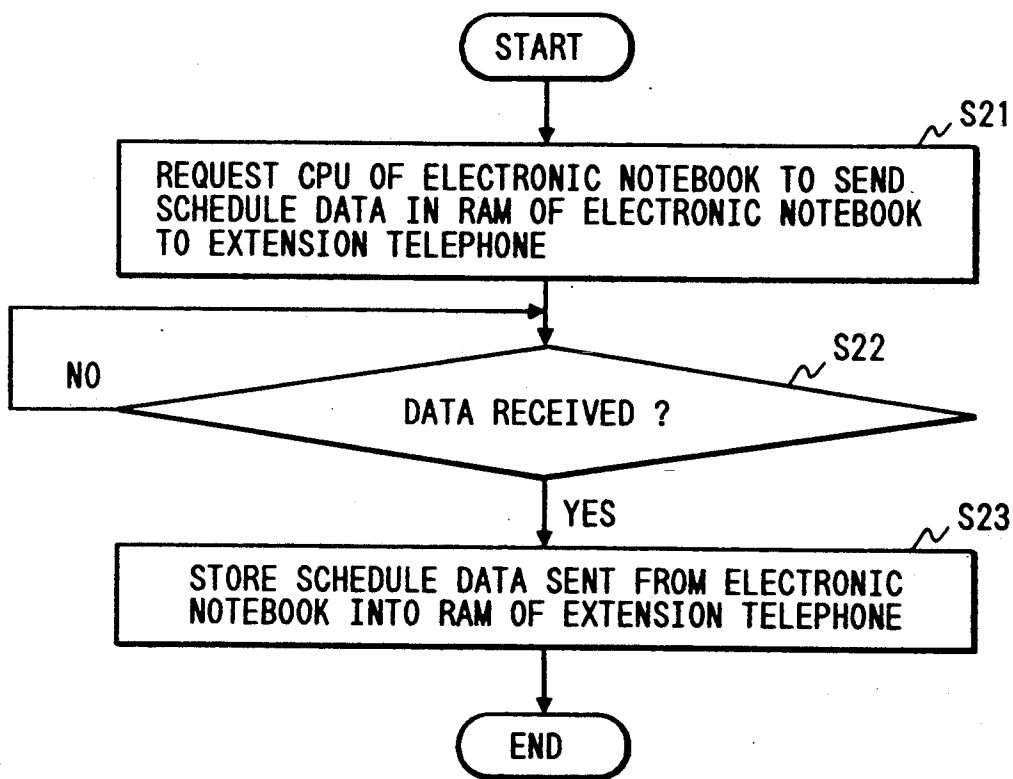 START
S21
REQUEST CPU OF ELECTRONIC NOTEBOOK TO SEND
SCHEDULE DATA IN RAM OF ELECTRONIC NOTEBOOK
TO EXTENSION TELEPHONE
S22
NO
DATA RECEIVED ?
YES
S23
STORE SCHEDULE DATA SENT FROM ELECTRONIC
NOTEBOOK INTO RAM OF EXTENSION TELEPHONE
END